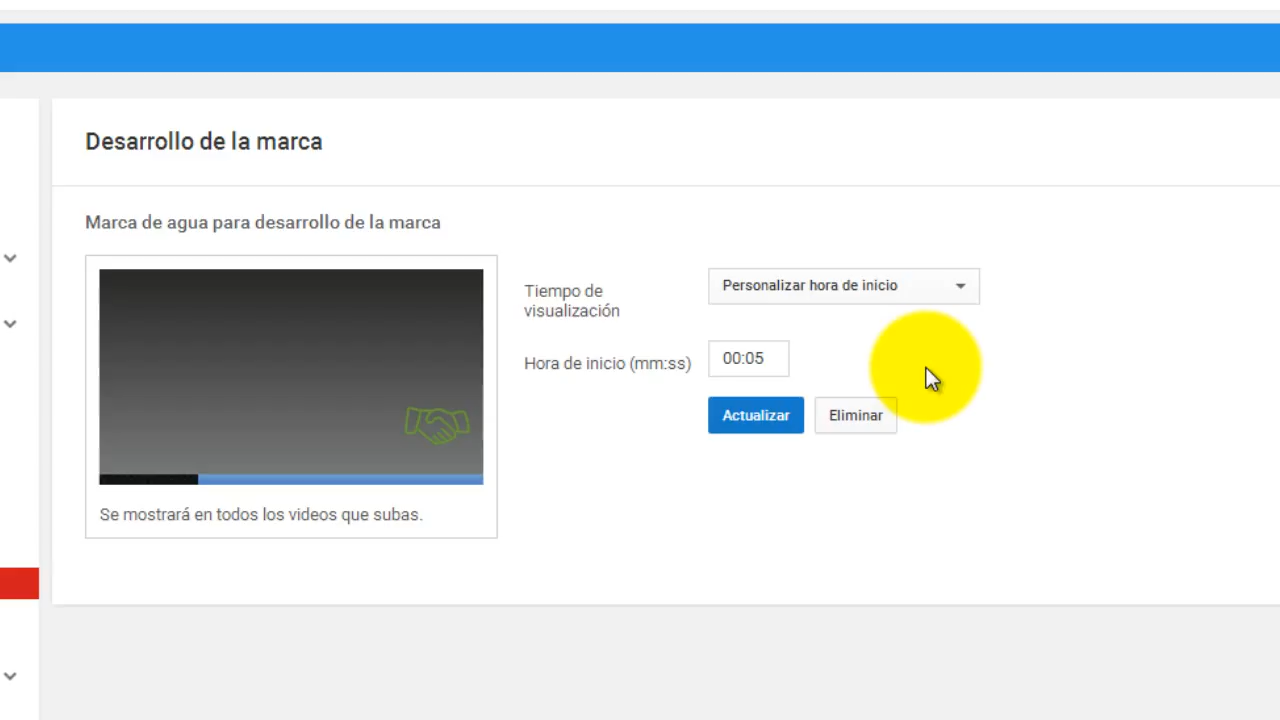 Desarrollo de la marca
Marca de agua para desarrollo de la marca
Tiempo de
visualización
Personalizar hora de inicio
Hora de inicio (mm:ss)
00:05
Actualizar
Eliminar
Se mostrará en todos los videos que subas.